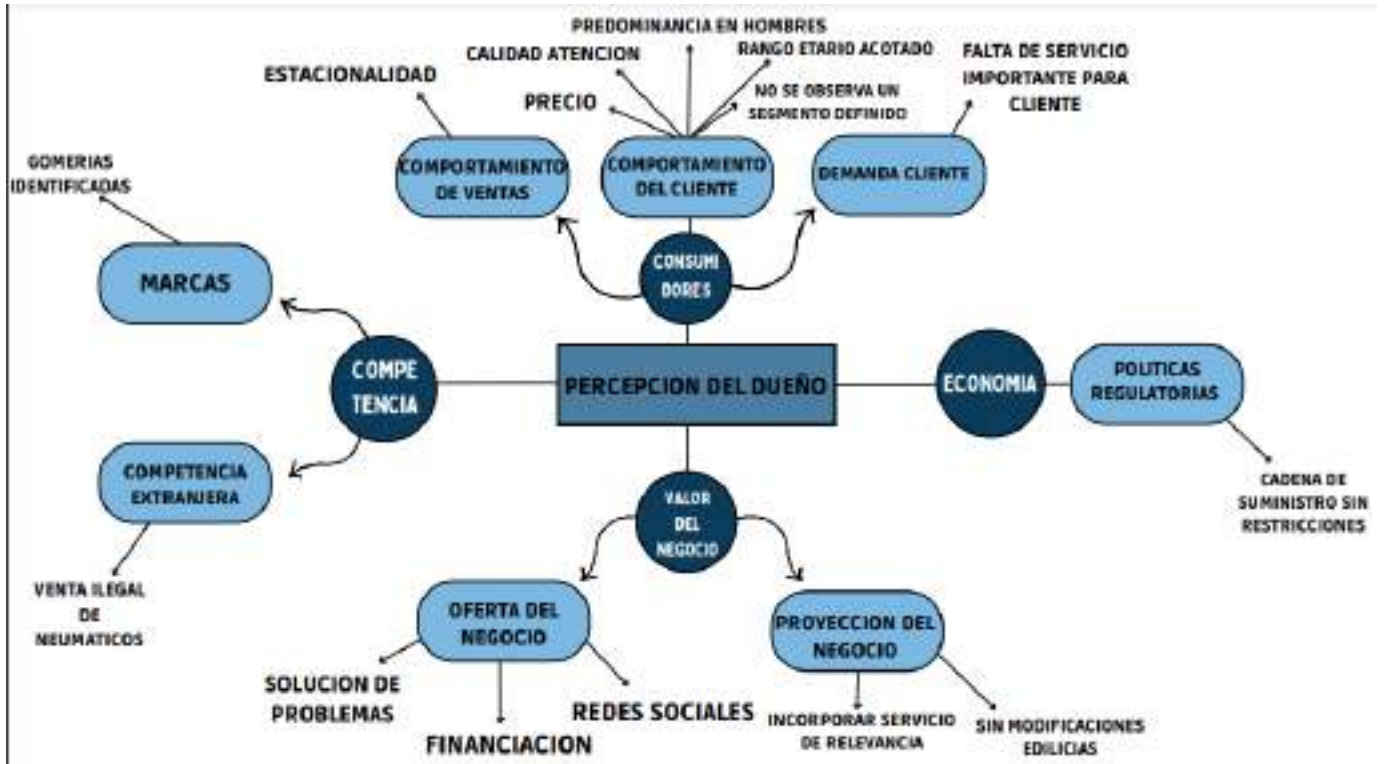 PREDOMINANCIA EN HOMBRES
CALIDAD ATENCION
RANGO ETARIO ACOTADO
FALTA DE SERVICIO
IMPORTANTE PARA
CLIENTE
ESTACIONALIDAD
PRECIO
NO SE OBSERVA UN
SEGMENTO DEFINIDO
GOMERIAS
IDENTIFICADAS
COMPORTAMIENTO
DE VENTAS
COMPORTAMIENTO
DEL CLIENTE
DEMANDA CLIENTE
MARCAS
CONSUMI
DORES
COMPE
TENCIA
PERCEPCION DEL DUEÑO
ECONOMIA
POLITICAS
REGULATORIAS
COMPETENCIA
EXTRANJERA
VALOR
DEL
NEGOCIO
CADENA DE
SUMINISTRO SIN
RESTRICCIONES
VENTA ILEGAL
DE
NEUMATICOS
OFERTA DEL
NEGOCIO
PROYECCION DEL
NEGOCIO
SOLUCION DE
PROBLEMAS
FINANCIACION
REDES SOCIALES
INCORPORAR SERVICIO
DE RELEVANCIA
SIN MODIFICACIONES
EDILICIAS